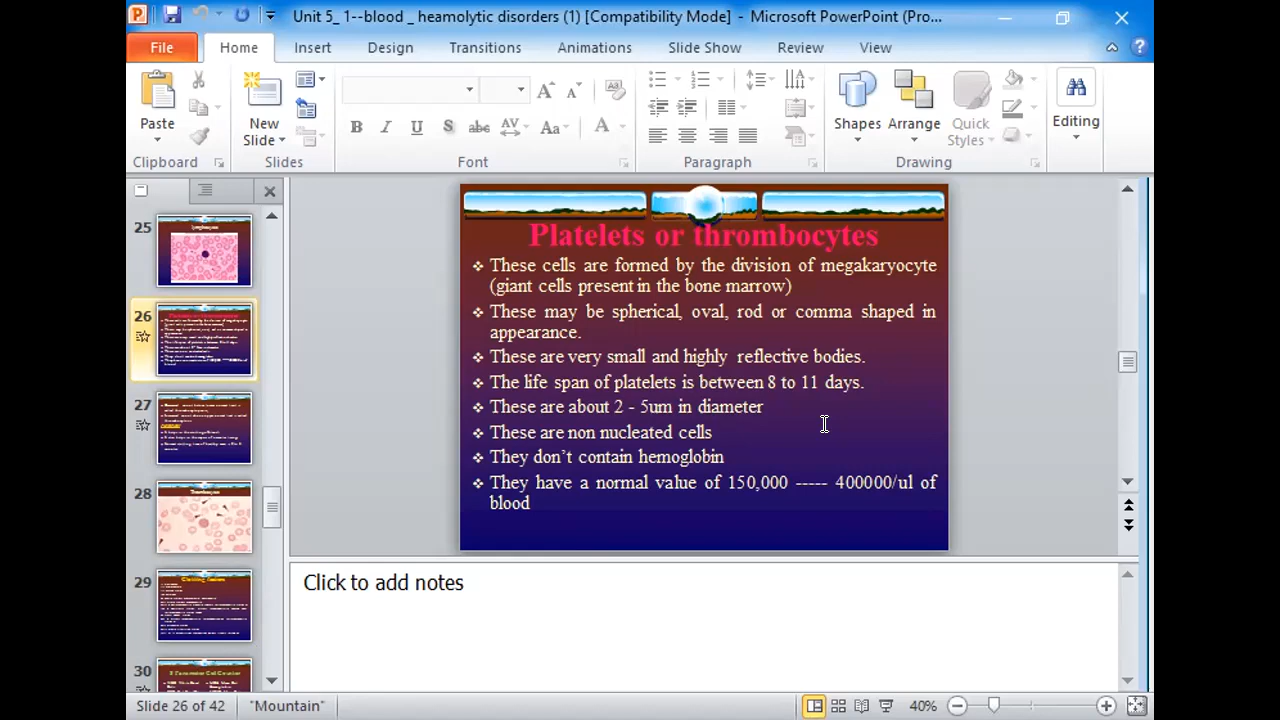 Unit 5_ 1--blood _ heamolytic disorders (1) [Compatibility Mode] - Microsoft PowerPoint (Pro...
File Home Insert Design Transitions Animations Slide Show Review View
Paste
New Slide
Shapes Arrange Quick Styles
Editing
Clipboard Slides Font Paragraph Drawing
25
26
27
28
29
30
Platelets or thrombocytes
These cells are formed by the division of megakaryocyte
(giant cells present in the bone marrow)
These may be spherical, oval, rod or comma shaped in
appearance.
These are very small and highly reflective bodies.
The life span of platelets is between 8 to 11 days.
These are about 2 - 5um in diameter
These are non nucleated cells
They don't contain hemoglobin
They have a normal value of 150,000 ----- 400000/ul of
blood
Click to add notes
Slide 26 of 42 "Mountain" 40%